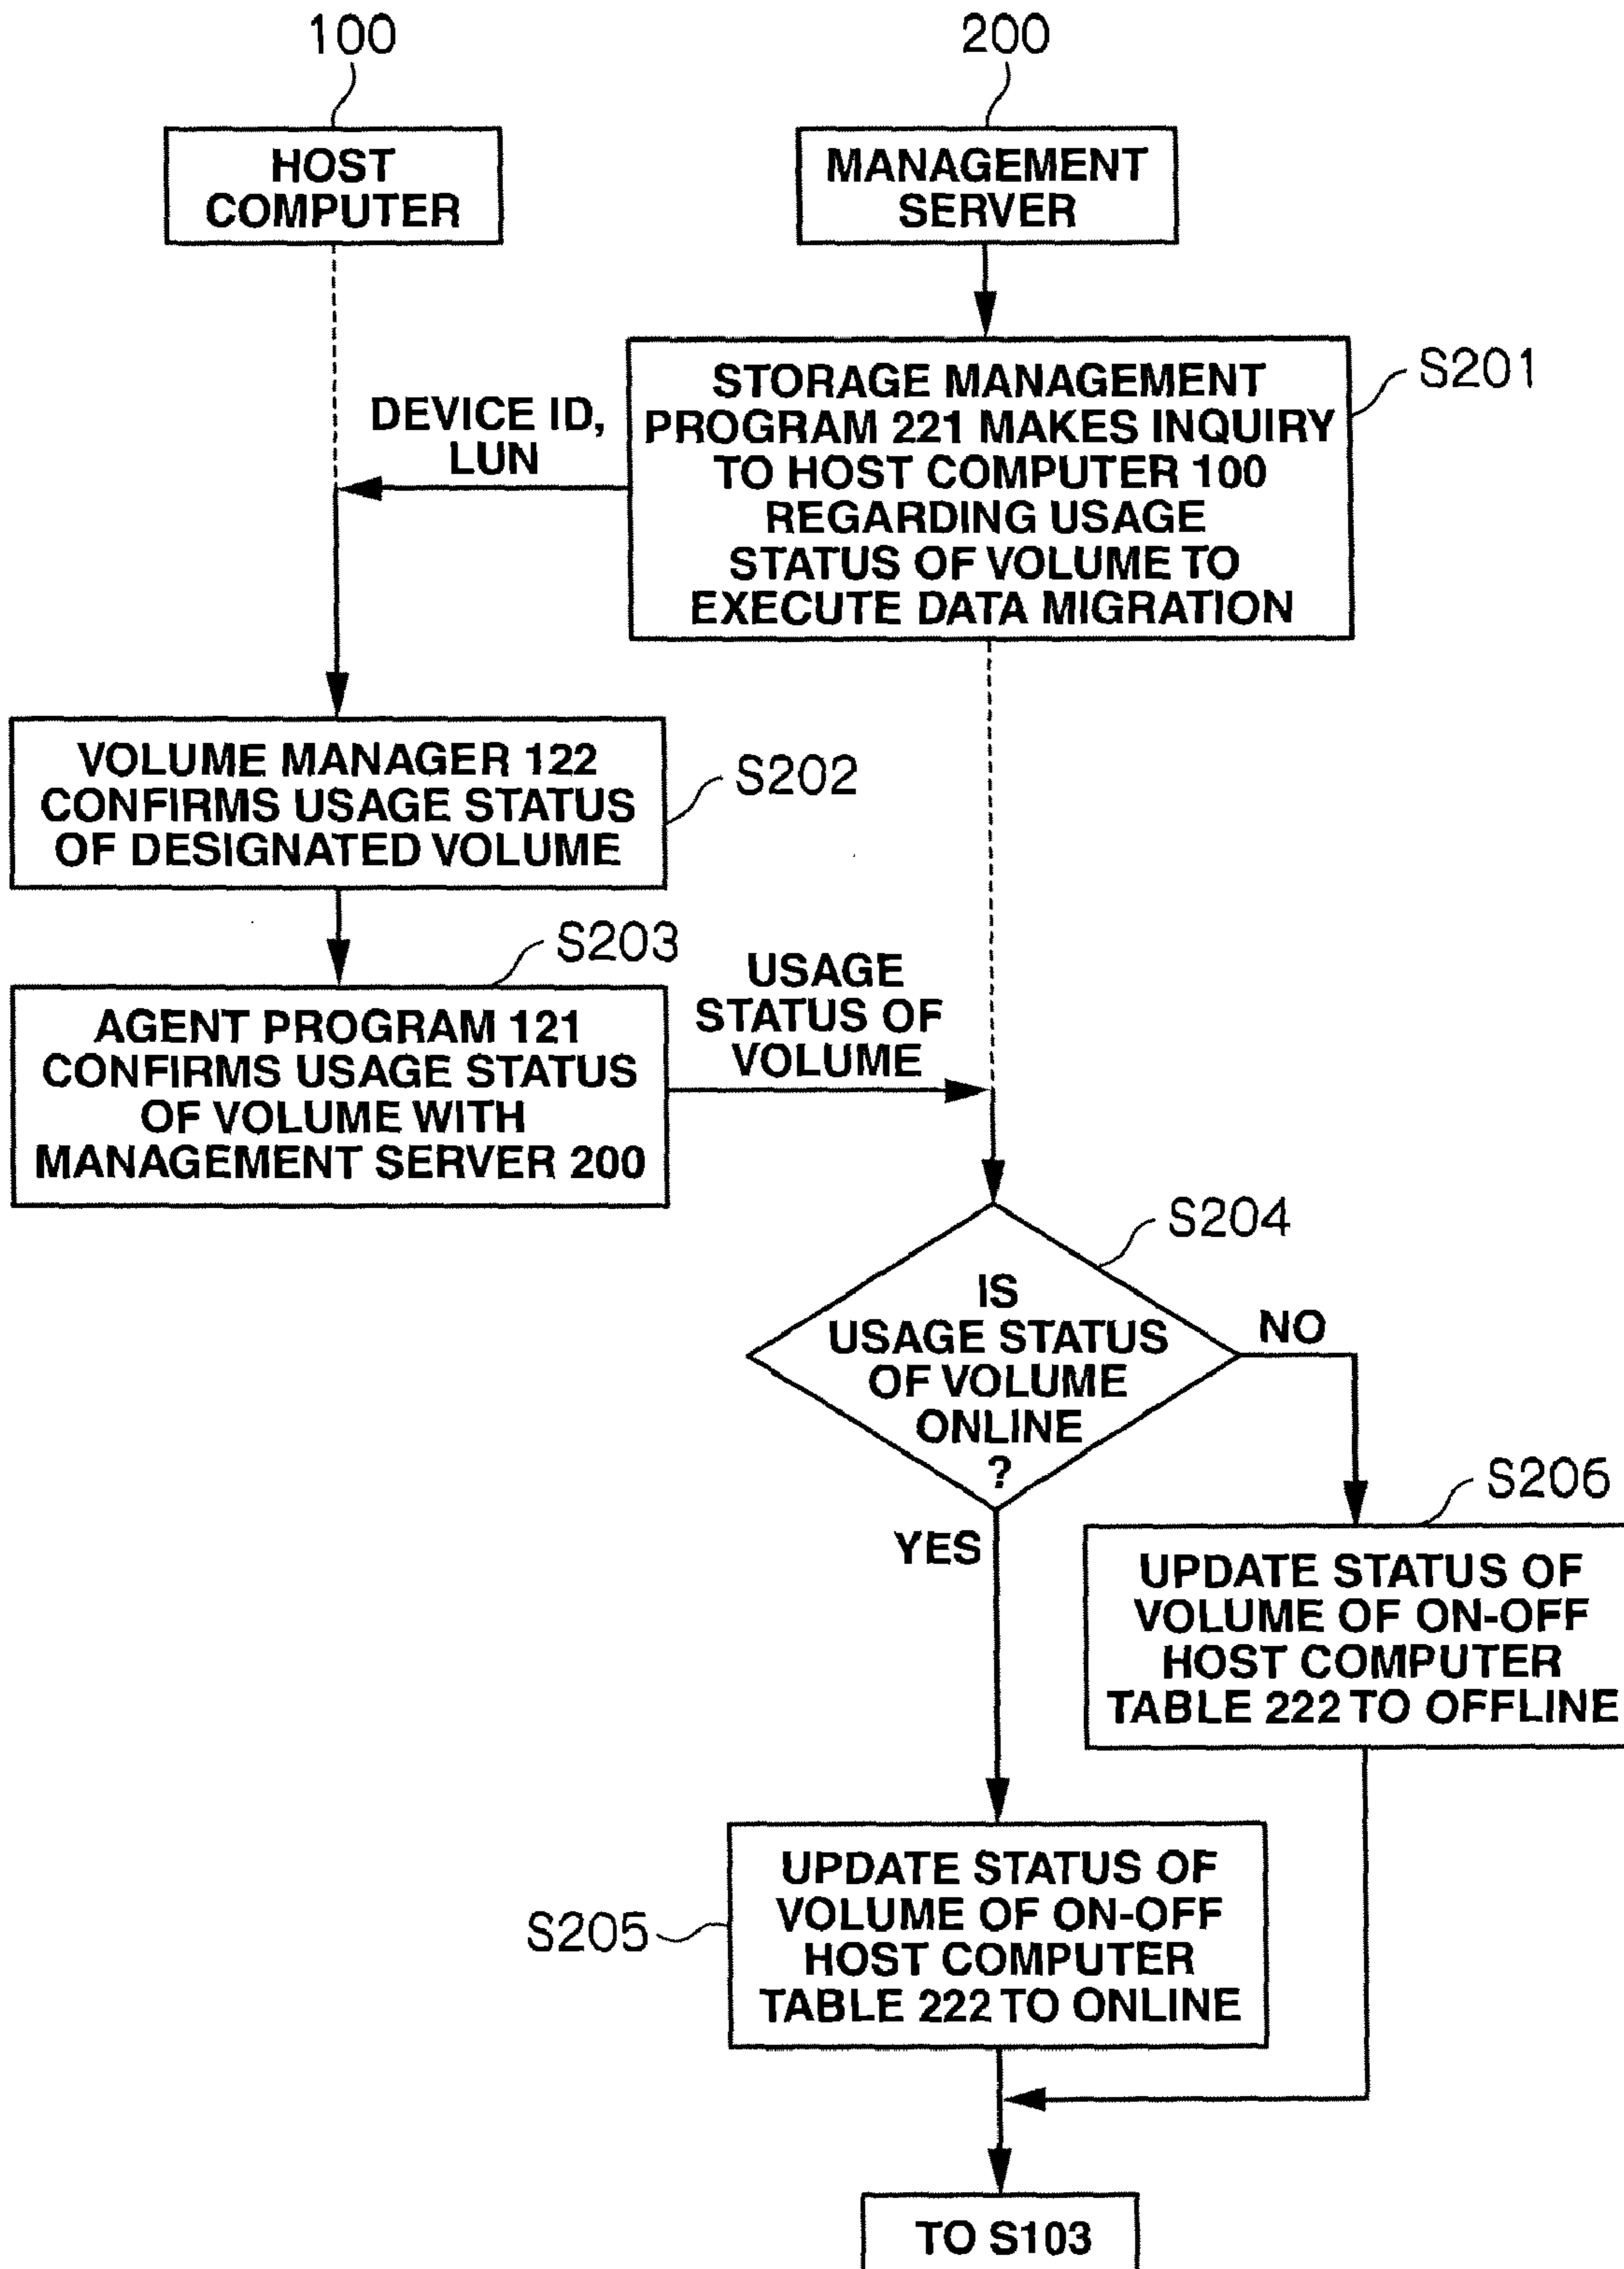 100
200
HOST
COMPUTER
MANAGEMENT
SERVER
STORAGE MANAGEMENT
PROGRAM 221 MAKES INQUIRY
TO HOST COMPUTER 100
REGARDING USAGE
STATUS OF VOLUME TO
EXECUTE DATA MIGRATION
S201
DEVICE ID,
LUN
VOLUME MANAGER 122
CONFIRMS USAGE STATUS
OF DESIGNATED VOLUME
S202
S203
AGENT PROGRAM 121
CONFIRMS USAGE STATUS
OF VOLUME WITH
MANAGEMENT SERVER 200
USAGE
STATUS OF
VOLUME
S204
IS
USAGE STATUS
OF VOLUME
ONLINE
?
NO
YES
S206
UPDATE STATUS OF
VOLUME OF ON-OFF
HOST COMPUTER
TABLE 222 TO OFFLINE
S205
UPDATE STATUS OF
VOLUME OF ON-OFF
HOST COMPUTER
TABLE 222 TO ONLINE
TO S103